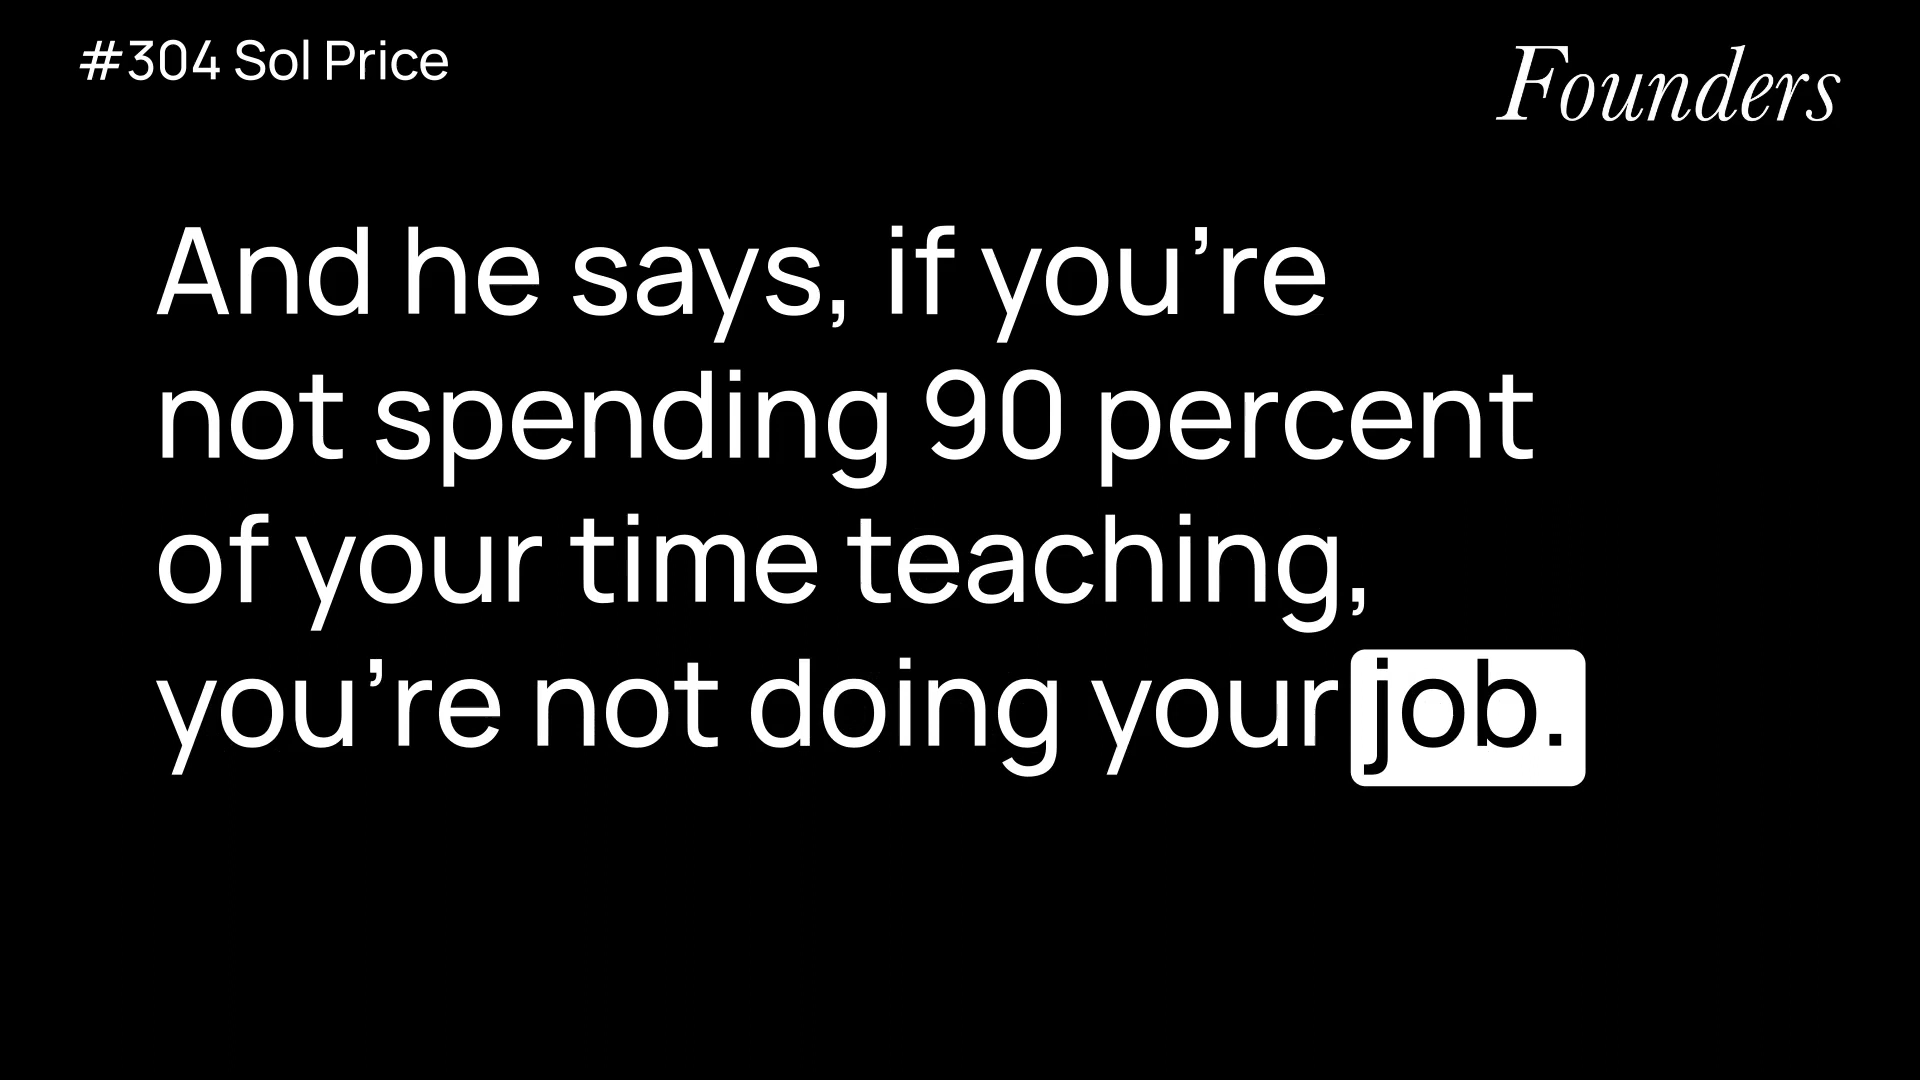 #304 Sol Price
Founders
And he says, if you’re
not spending 90 percent
of your time teaching,
you’re not doing your job.